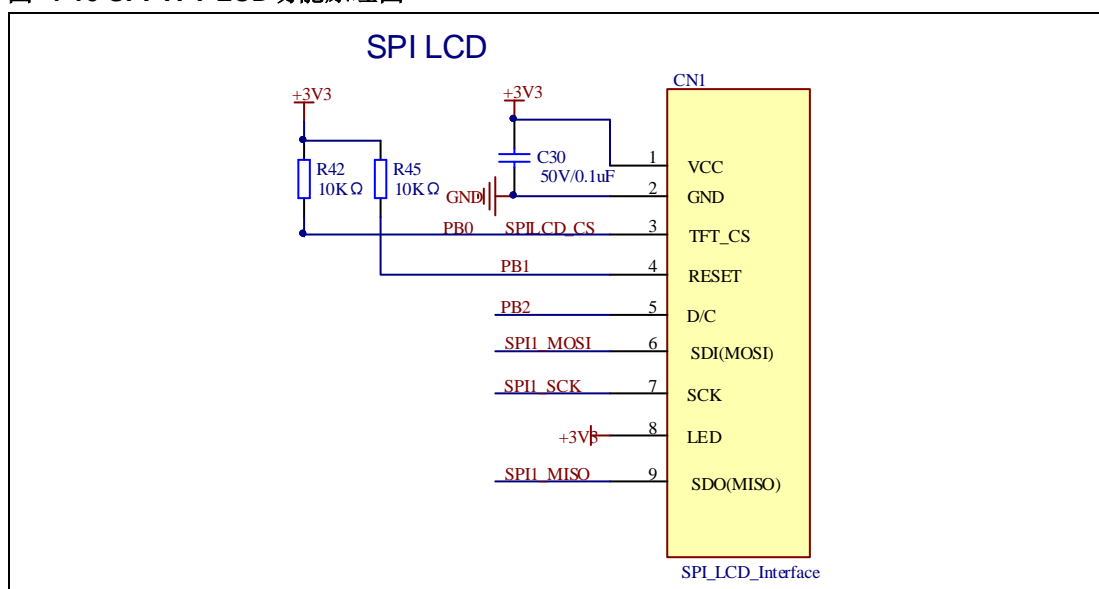 SPI LCD
CN1
+3V3
+3V3
R42
10KΩ
R45
10KΩ
C30
50V/0.1uF
GND
1
VCC
2
GND
PB0
SPILCD_CS
3
TFT_CS
PB1
4
RESET
PB2
5
D/C
SPI1_MOSI
6
SDI(MOSI)
SPI1_SCK
7
SCK
+3V3
8
LED
SPI1_MISO
9
SDO(MISO)
SPI_LCD_Interface